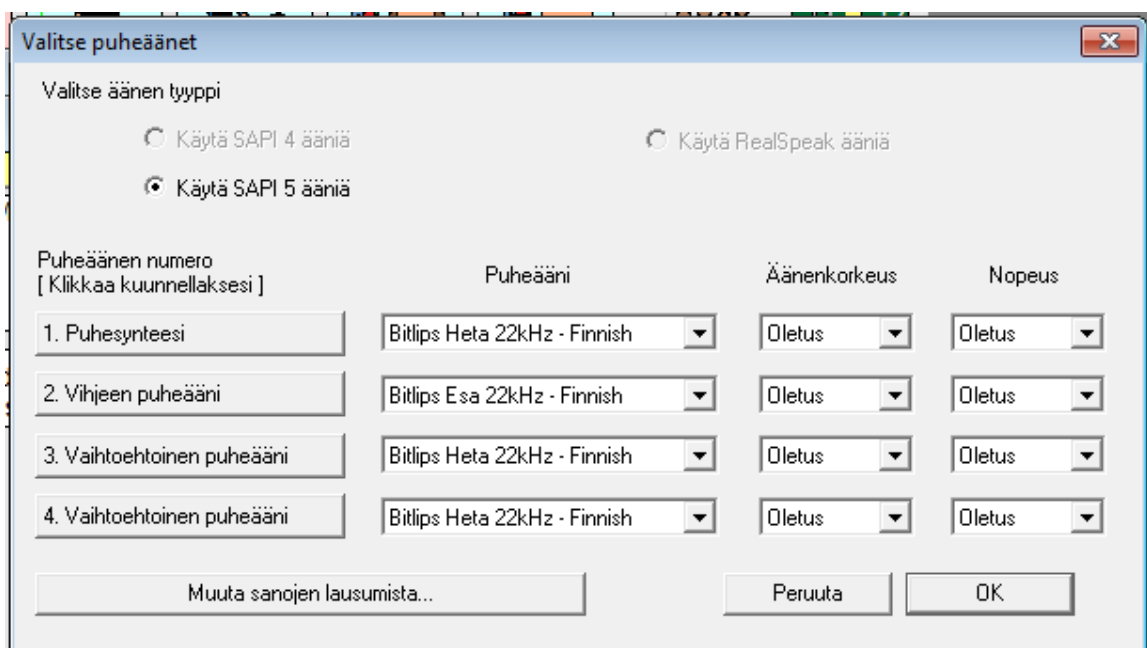 Valitse puheäänet
Valitse äänen tyyppi
Käytä SAPI 4 ääniä
Käytä RealSpeak ääniä
Käytä SAPI 5 ääniä
Puheäänen numero
[ Klikkaa kuunnellaksesi ]
Puheääni
Äänenkorkeus
Nopeus
1. Puhesynteesi
Bitlips Heta 22kHz - Finnish
Oletus
Oletus
2. Vihjeen puheääni
Bitlips Esa 22kHz - Finnish
Oletus
Oletus
3. Vaihtoehtoinen puheääni
Bitlips Heta 22kHz - Finnish
Oletus
Oletus
4. Vaihtoehtoinen puheääni
Bitlips Heta 22kHz - Finnish
Oletus
Oletus
Muuta sanojen lausumista...
Peruuta
OK